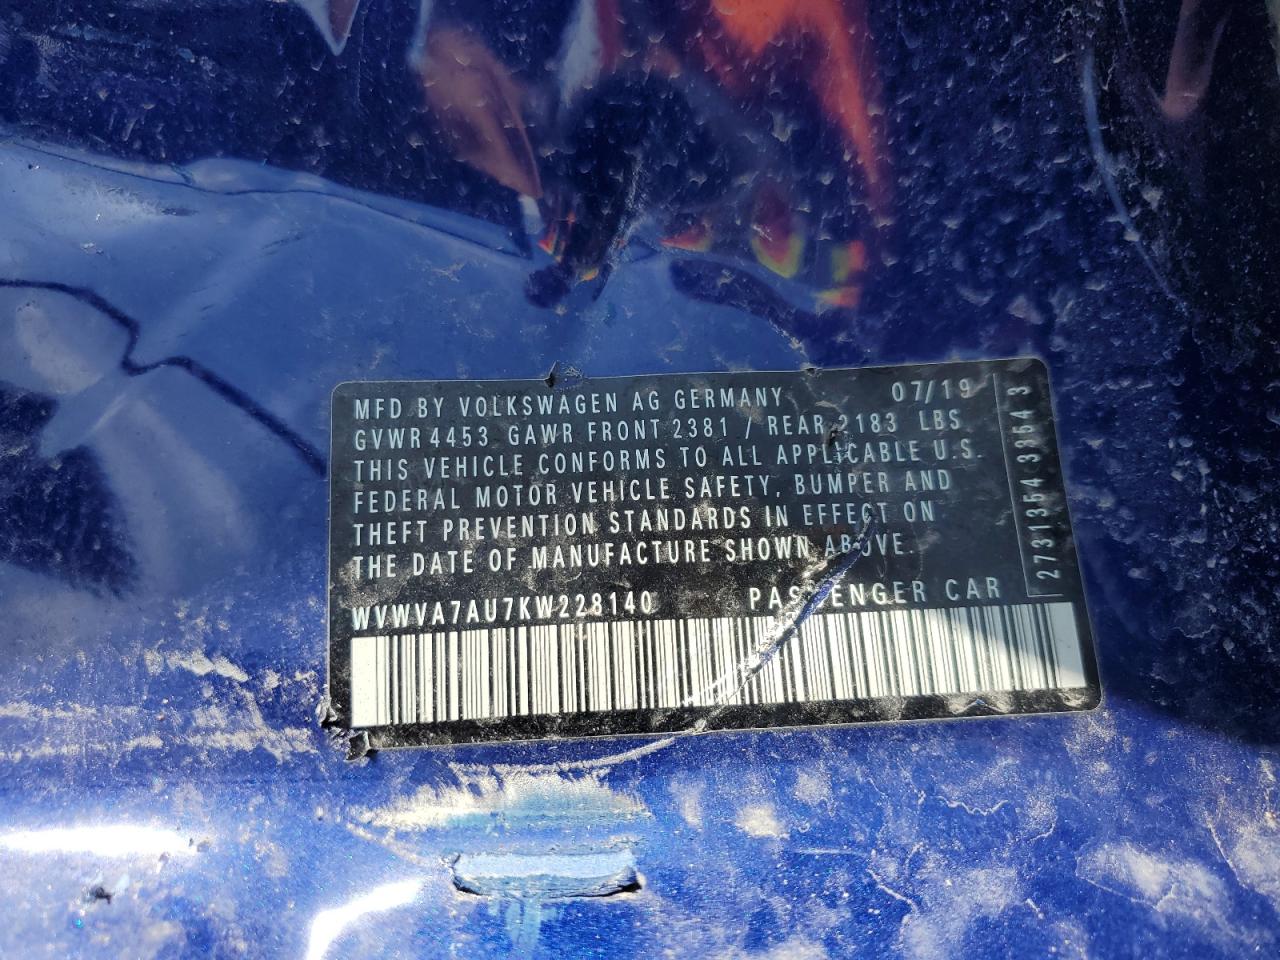 MFD BY VOLKSWAGEN AG GERMANY 07/19
GVWR 4453 GAWR FRONT 2381 / REAR 2183 LBS
THIS VEHICLE CONFORMS TO ALL APPLICABLE U.S.
FEDERAL MOTOR VEHICLE SAFETY, BUMPER AND
THEFT PREVENTION STANDARDS IN EFFECT ON
THE DATE OF MANUFACTURE SHOWN ABOVE.
WVWVA7AU7KW228140 PASSENGER CAR
2731354 3354 3